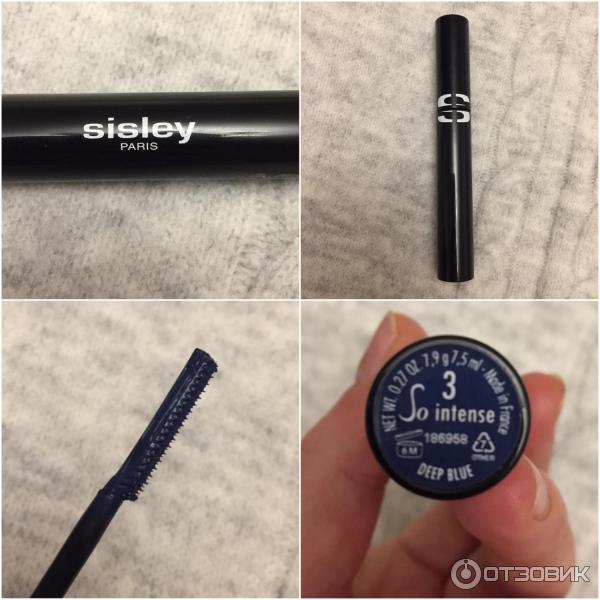 sisley
PARIS
S
NET WT. 0.27 OZ. 7,9 g 7,5 ml - Made in France
3
So intense
186958
6 M
7
OTHER
DEEP BLUE
ОТЗОВИК